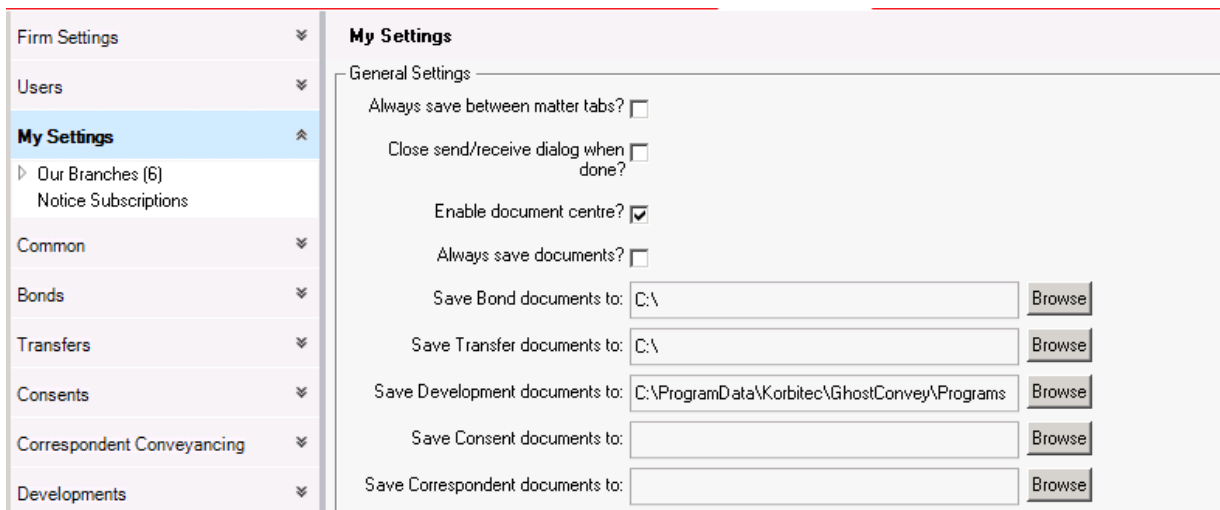 Firm Settings
Users
My Settings
Our Branches (6)
Notice Subscriptions
Common
Bonds
Transfers
Consents
Correspondent Conveyancing
Developments
My Settings
General Settings
Always save between matter tabs?
Close send/receive dialog when
done?
Enable document centre?
Always save documents?
Save Bond documents to: C:\ Browse
Save Transfer documents to: C:\ Browse
Save Development documents to: C:\ProgramData\Korbitec\GhostConvey\Programs Browse
Save Consent documents to: Browse
Save Correspondent documents to: Browse